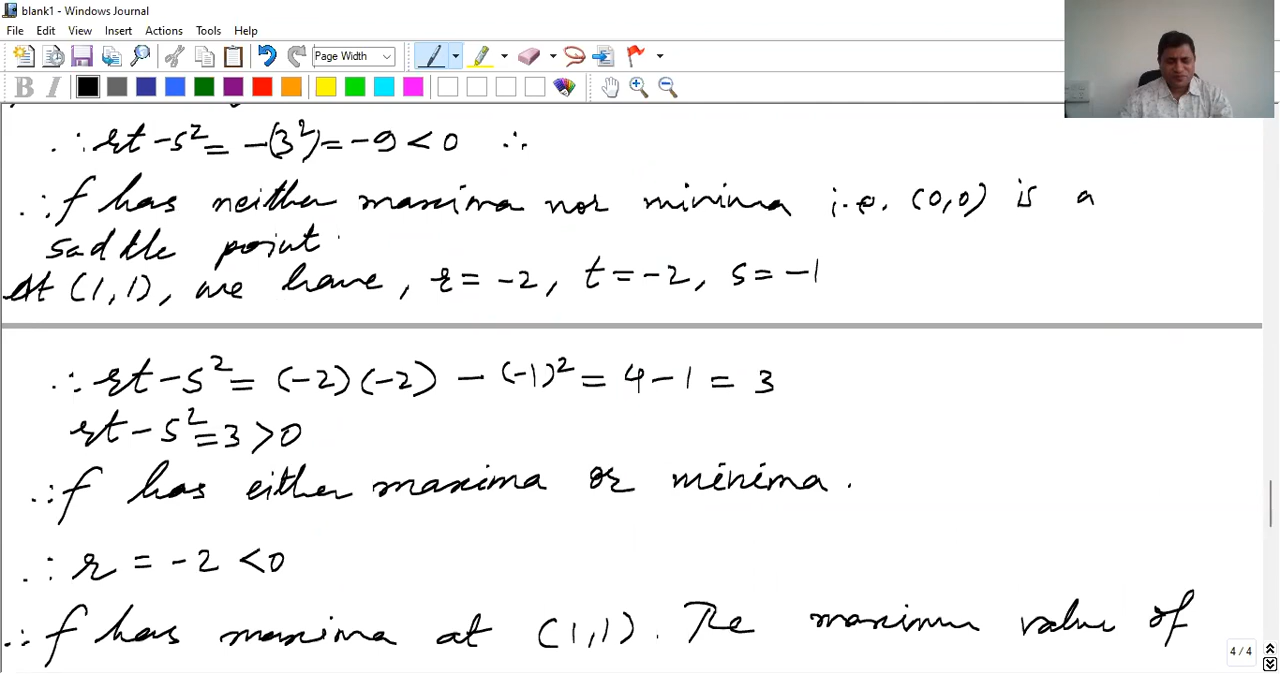 blank1 - Windows Journal
File Edit View Insert Actions Tools Help
Page Width
B I
∴ rt - s² = -(3²) = -9 < 0 ∴
∴ f has neither maxima nor minima i.e. (0,0) is a
saddle point.
At (1,1), we have, r = -2, t = -2, s = -1
∴ rt - s² = (-2)(-2) - (-1)² = 4 - 1 = 3
rt - s² = 3 > 0
∴ f has either maxima or minima.
∴ r = -2 < 0
∴ f has maxima at (1,1). The maximum value of
4 / 4